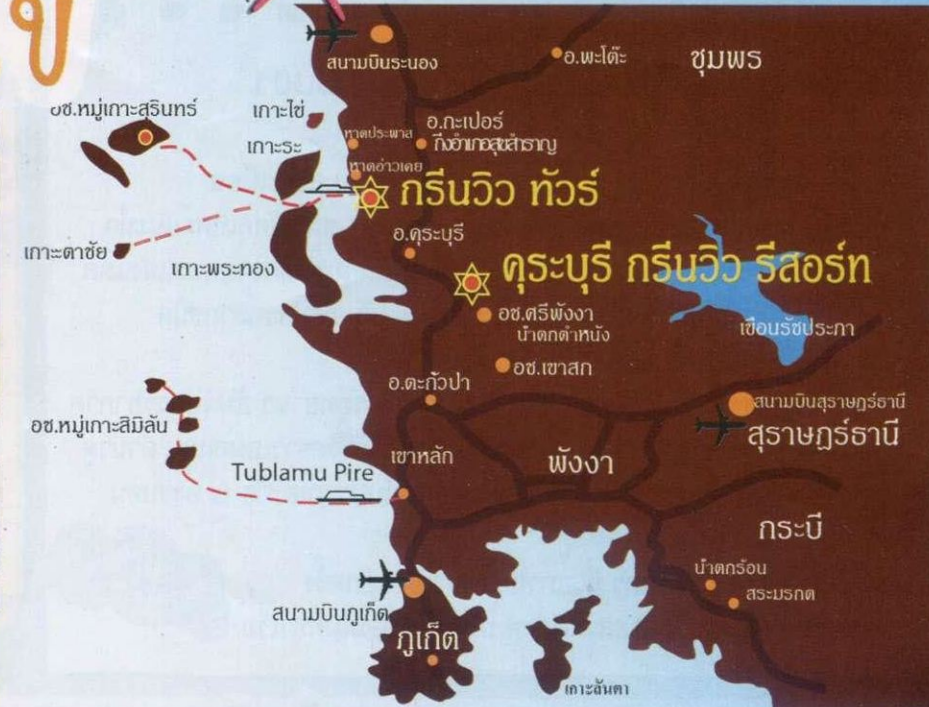 ปู
สนามบินระนอง
อ.พะโต๊ะ
ชุมพร
อช.หมู่เกาะสุรินทร์
เกาะไข่
เกาะระ
หาดประพาส
อ.กะเปอร์
กิ่งอำเภอสุขสำราญ
หาดอ่าวเคย
กรีนวิว ทัวร์
เกาะตาชัย
เกาะพระทอง
อ.คุระบุรี
คุระบุรี กรีนวิว รีสอร์ท
อช.ศรีพังงา
น้ำตกตำหนัง
เขื่อนรัชประภา
อช.เขาสก
อ.ตะกั่วป่า
สนามบินสุราษฎร์ธานี
สุราษฎร์ธานี
อช.หมู่เกาะสิมิลัน
เขาหลัก
พังงา
Tublamu Pire
กระบี่
น้ำตกร้อน
สระมรกต
สนามบินภูเก็ต
ภูเก็ต
เกาะลันตา